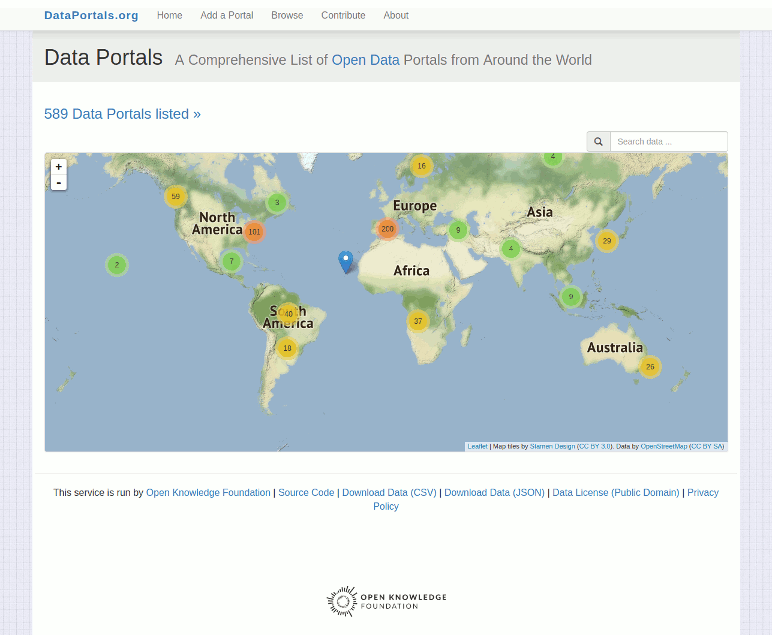 DataPortals.org Home Add a Portal Browse Contribute About
Data Portals A Comprehensive List of Open Data Portals from Around the World
589 Data Portals listed »
Search data ...
+
-
4
16
59
3
North
America
101
Europe
200
9
Asia
4
29
2
7
Africa
9
South
America
40
37
18
Australia
26
Leaflet | Map tiles by Stamen Design (CC BY 3.0). Data by OpenStreetMap (CC BY SA)
This service is run by Open Knowledge Foundation | Source Code | Download Data (CSV) | Download Data (JSON) | Data License (Public Domain) | Privacy
Policy
OPEN KNOWLEDGE
FOUNDATION